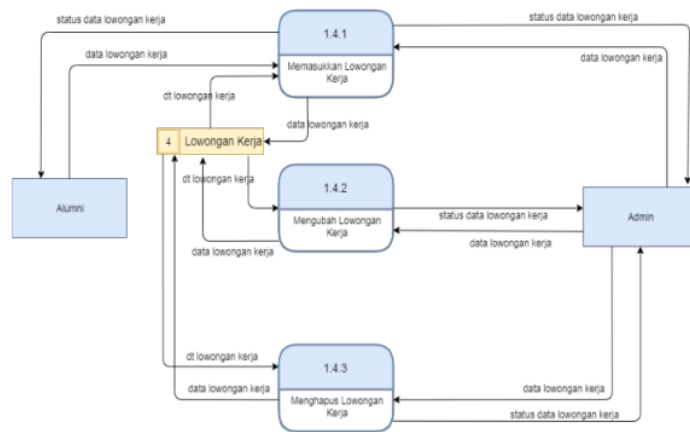 status data lowongan kerja
1.4.1
status data lowongan kerja
data lowongan kerja
data lowongan kerja
Memasukkan Lowongan
Kerja
dt lowongan kerja
data lowongan kerja
4 Lowongan Kerja
dt lowongan kerja
1.4.2
Alumni
Mengubah Lowongan
Kerja
status data lowongan kerja
Admin
data lowongan kerja
data lowongan kerja
dt lowongan kerja
1.4.3
data lowongan kerja
Menghapus Lowongan
Kerja
data lowongan kerja
status data lowongan kerja